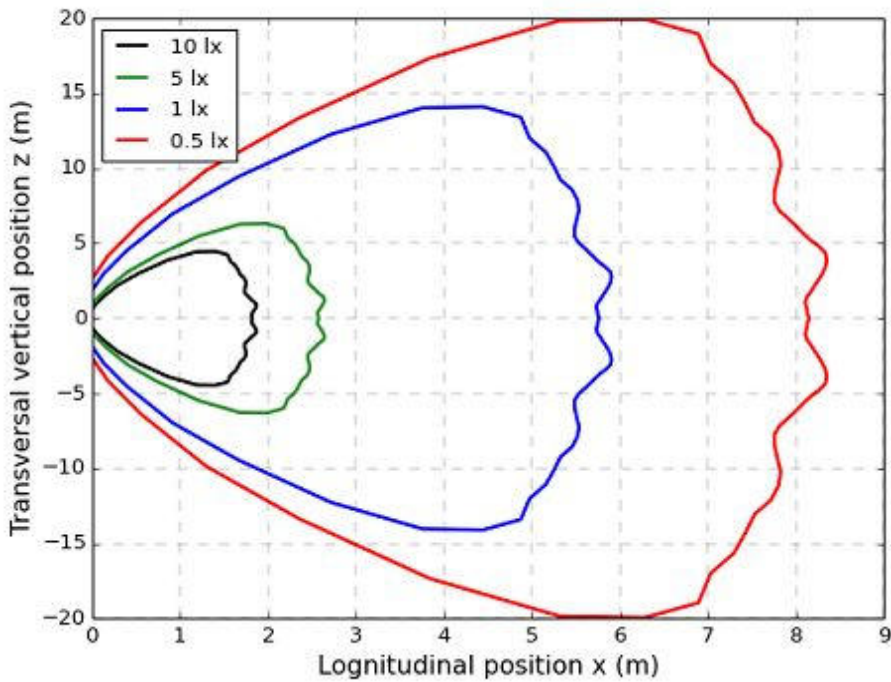 20
15
10
5
0
−5
−10
−15
−20
10 lx
5 lx
1 lx
0.5 lx
Transversal vertical position z (m)
0 1 2 3 4 5 6 7 8 9
Lognitudinal position x (m)